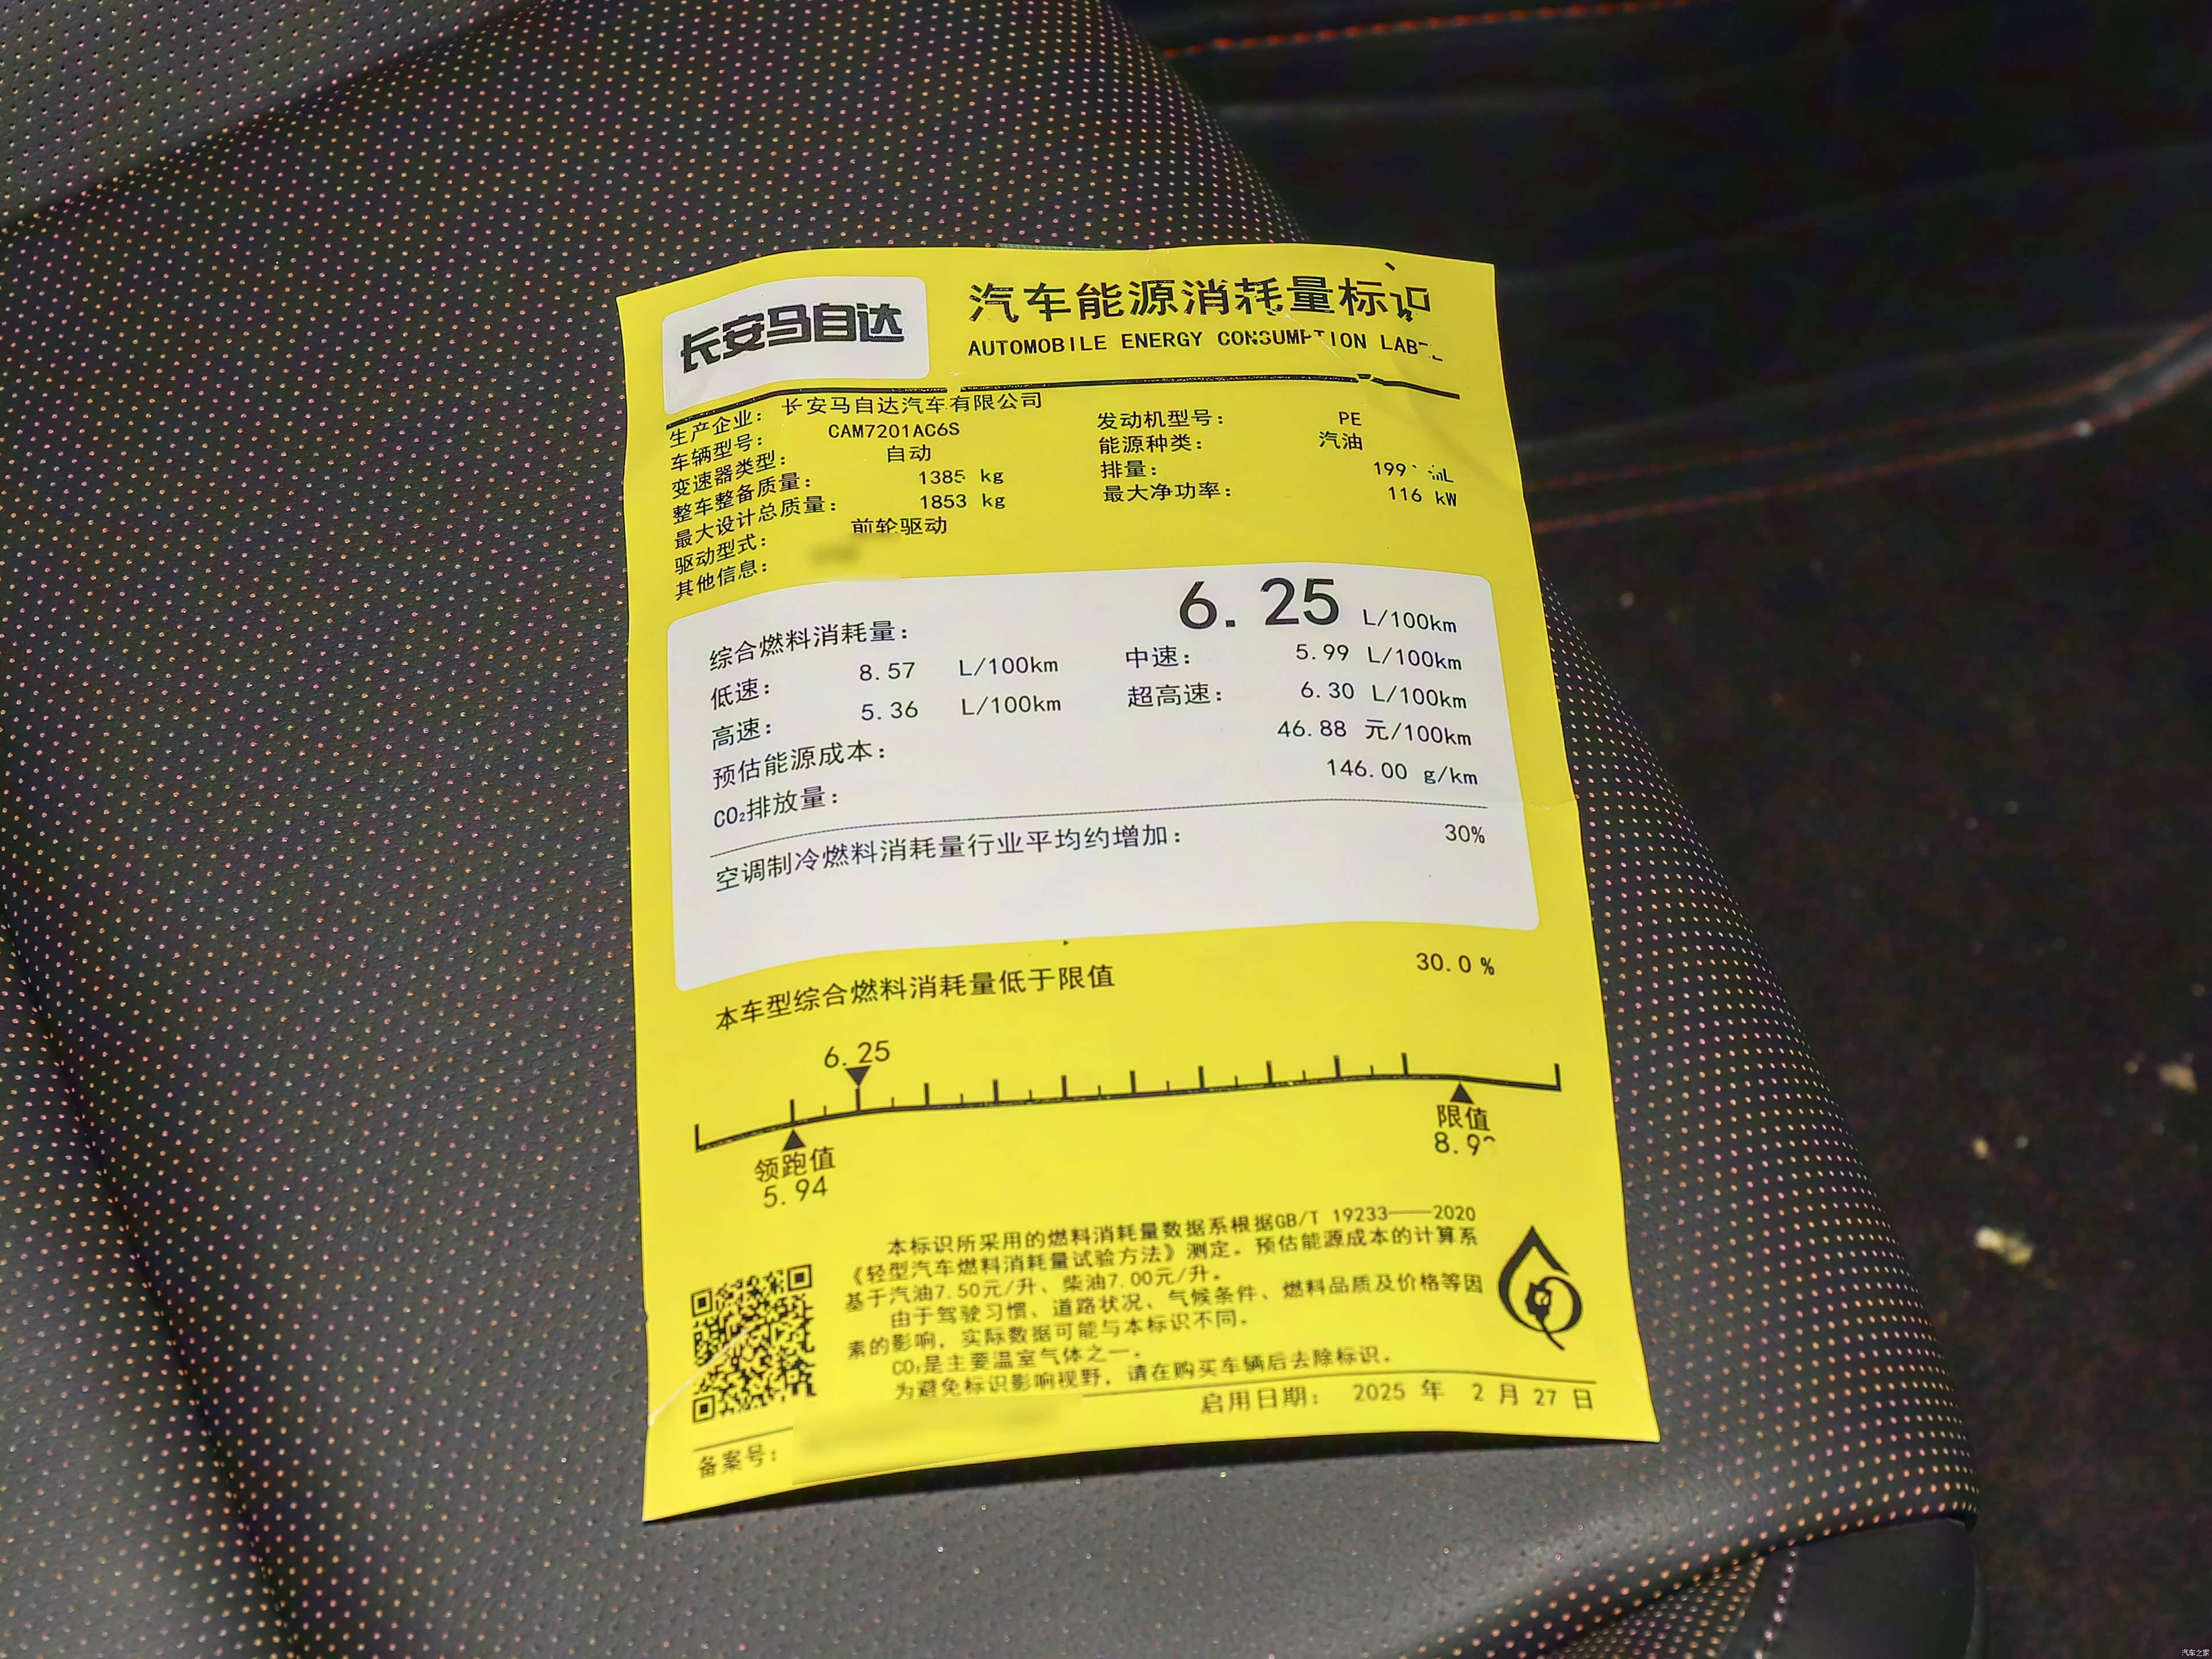 长安马自达
汽车能源消耗量标识
AUTOMOBILE ENERGY CONSUMPTION LABEL
生产企业： 长安马自达汽车有限公司
车辆型号： CAM7201AC6S
变速器类型： 自动
整车整备质量： 1385 kg
最大设计总质量： 1853 kg
驱动型式： 前轮驱动
其他信息：
发动机型号： PE
能源种类： 汽油
排量： mL
最大净功率： 116 kW
综合燃料消耗量： 6.25 L/100km
低速： 8.57 L/100km 中速： 5.99 L/100km
高速： 5.36 L/100km 超高速： 6.30 L/100km
预估能源成本： 46.88 元/100km
CO₂排放量： 146.00 g/km
空调制冷燃料消耗量行业平均约增加： 30%
本车型综合燃料消耗量低于限值 30.0 %
6.25
领跑值
5.94
限值
本标识所采用的燃料消耗量数据系根据GB/T 19233——2020
《轻型汽车燃料消耗量试验方法》测定。预估能源成本的计算系
基于汽油7.50元/升、柴油7.00元/升。
由于驾驶习惯、道路状况、气候条件、燃料品质及价格等因
素的影响，实际数据可能与本标识不同。
CO₂是主要温室气体之一。
为避免标识影响视野，请在购买车辆后去除标识。
启用日期： 2025 年 2 月 27 日
备案号：
汽车之家